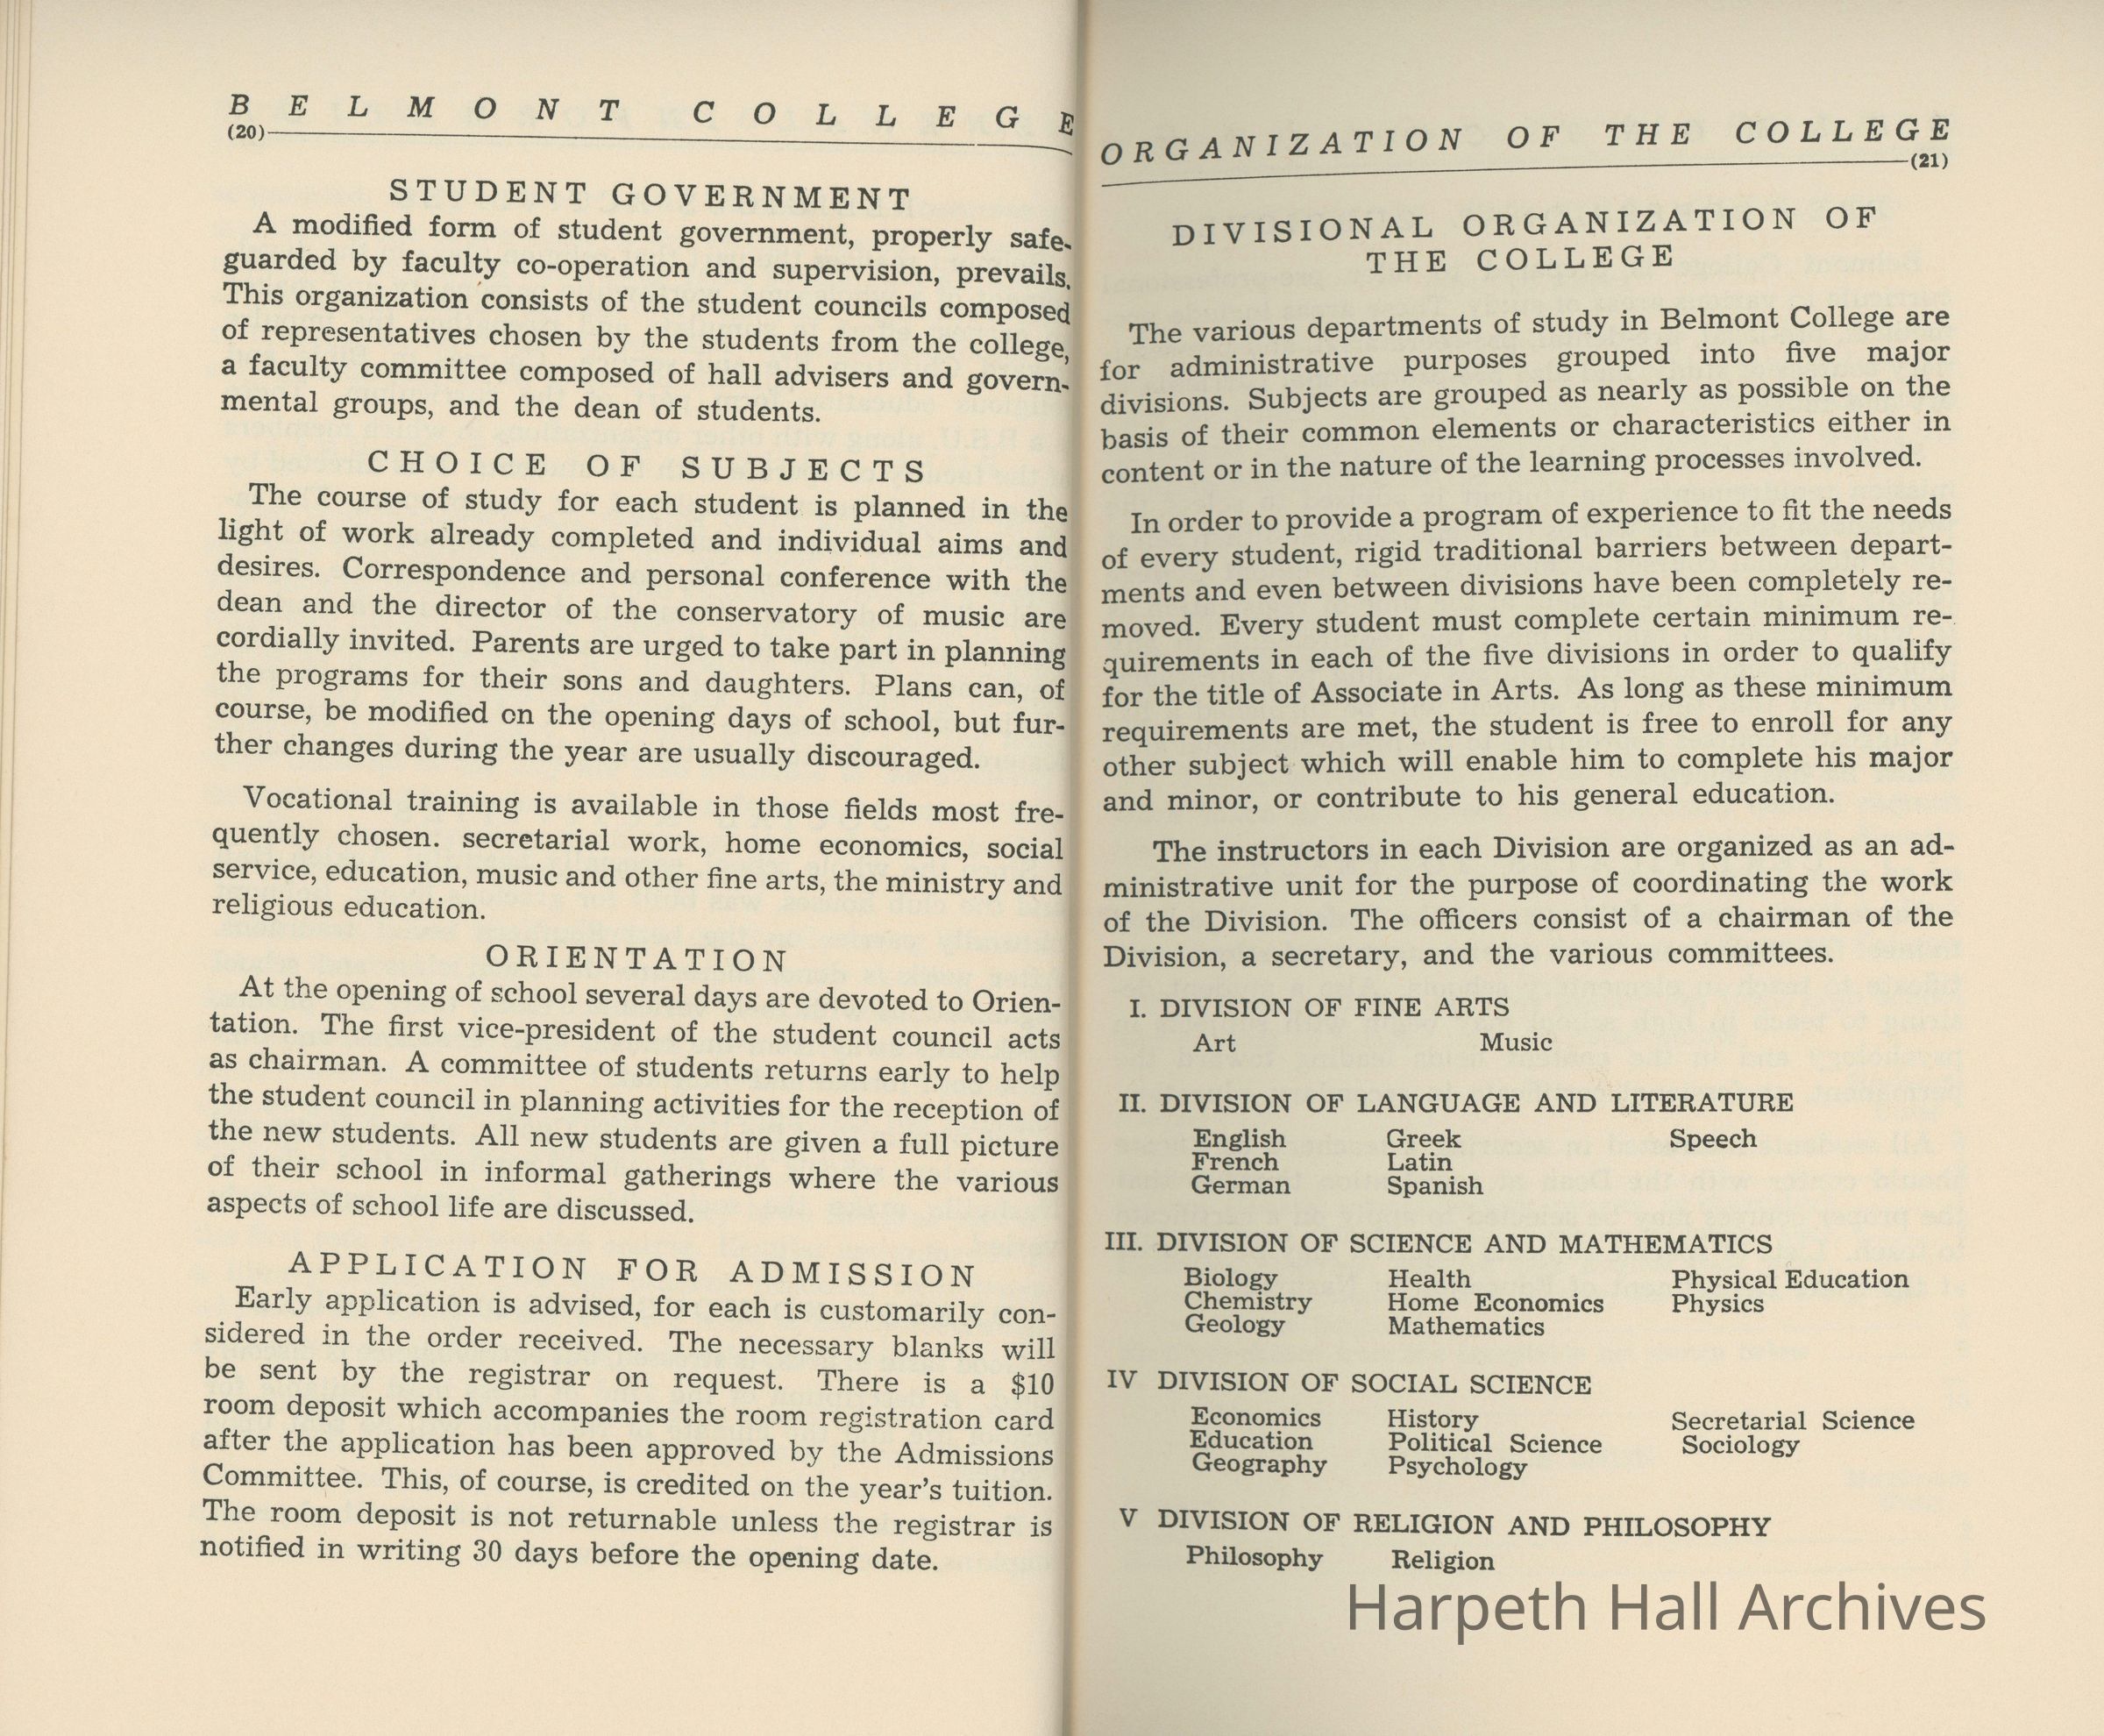 BELMONT COLLEGE
(20)
STUDENT GOVERNMENT
A modified form of student government, properly safe-
guarded by faculty co-operation and supervision, prevails.
This organization consists of the student councils composed
of representatives chosen by the students from the college,
a faculty committee composed of hall advisers and govern-
mental groups, and the dean of students.
CHOICE OF SUBJECTS
The course of study for each student is planned in the
light of work already completed and individual aims and
desires. Correspondence and personal conference with the
dean and the director of the conservatory of music are
cordially invited. Parents are urged to take part in planning
the programs for their sons and daughters. Plans can, of
course, be modified on the opening days of school, but fur-
ther changes during the year are usually discouraged.
Vocational training is available in those fields most fre-
quently chosen. secretarial work, home economics, social
service, education, music and other fine arts, the ministry and
religious education.
ORIENTATION
At the opening of school several days are devoted to Orien-
tation. The first vice-president of the student council acts
as chairman. A committee of students returns early to help
the student council in planning activities for the reception of
the new students. All new students are given a full picture
of their school in informal gatherings where the various
aspects of school life are discussed.
APPLICATION FOR ADMISSION
Early application is advised, for each is customarily con-
sidered in the order received. The necessary blanks will
be sent by the registrar on request. There is a $10
room deposit which accompanies the room registration card
after the application has been approved by the Admissions
Committee. This, of course, is credited on the year's tuition.
The room deposit is not returnable unless the registrar is
notified in writing 30 days before the opening date.
ORGANIZATION OF THE COLLEGE
(21)
DIVISIONAL ORGANIZATION OF
THE COLLEGE
The various departments of study in Belmont College are
for administrative purposes grouped into five major
divisions. Subjects are grouped as nearly as possible on the
basis of their common elements or characteristics either in
content or in the nature of the learning processes involved.
In order to provide a program of experience to fit the needs
of every student, rigid traditional barriers between depart-
ments and even between divisions have been completely re-
moved. Every student must complete certain minimum re-
quirements in each of the five divisions in order to qualify
for the title of Associate in Arts. As long as these minimum
requirements are met, the student is free to enroll for any
other subject which will enable him to complete his major
and minor, or contribute to his general education.
The instructors in each Division are organized as an ad-
ministrative unit for the purpose of coordinating the work
of the Division. The officers consist of a chairman of the
Division, a secretary, and the various committees.
I. DIVISION OF FINE ARTS
Art Music
II. DIVISION OF LANGUAGE AND LITERATURE
English Greek Speech
French Latin
German Spanish
III. DIVISION OF SCIENCE AND MATHEMATICS
Biology Health Physical Education
Chemistry Home Economics Physics
Geology Mathematics
IV DIVISION OF SOCIAL SCIENCE
Economics History Secretarial Science
Education Political Science Sociology
Geography Psychology
V DIVISION OF RELIGION AND PHILOSOPHY
Philosophy Religion
Harpeth Hall Archives